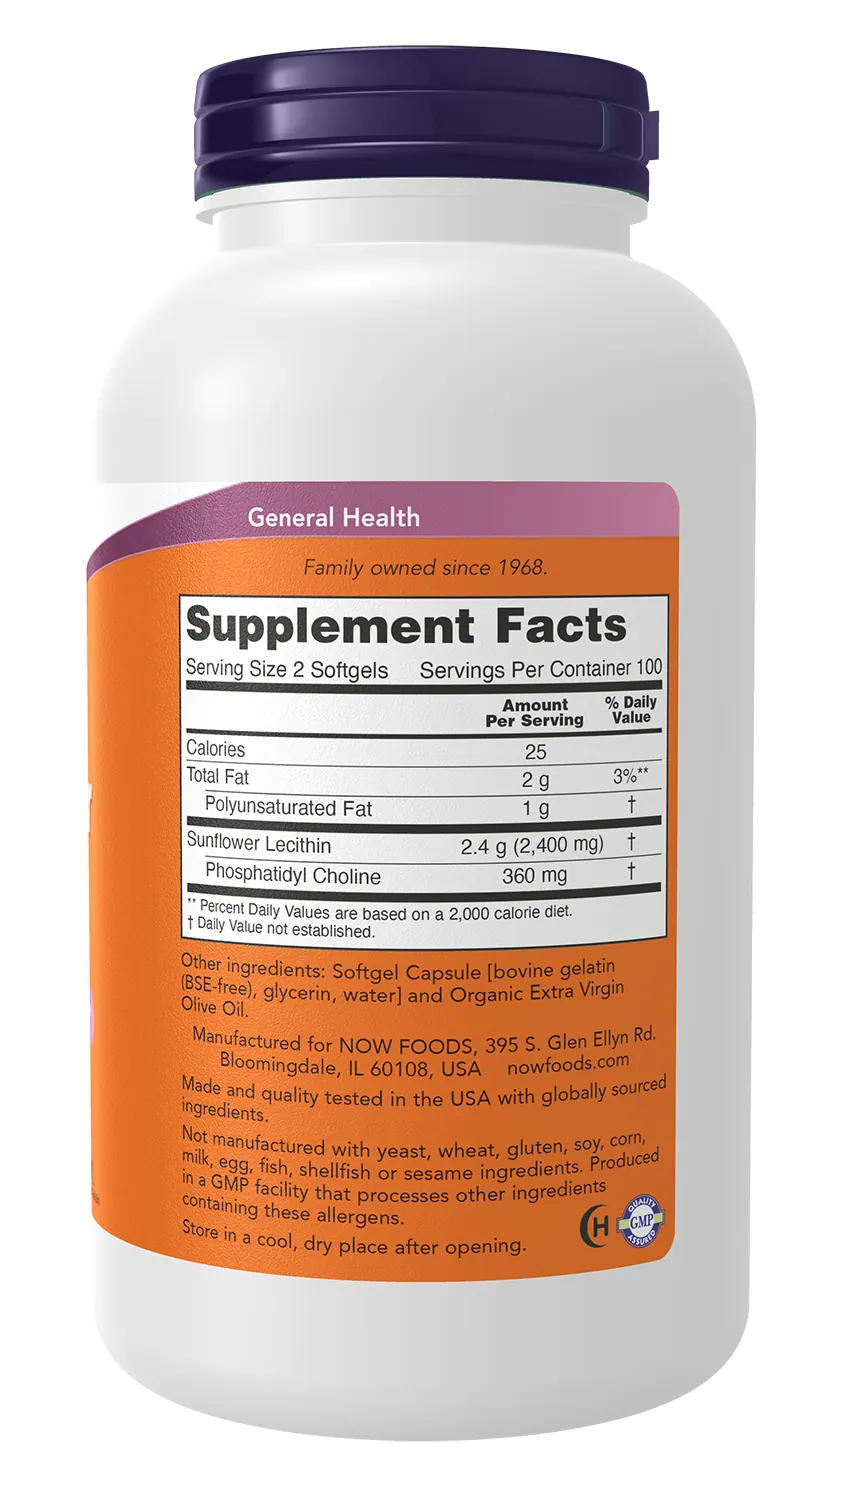 General Health
Family owned since 1968.
Supplement Facts
Serving Size 2 Softgels Servings Per Container 100
Amount Per Serving % Daily Value
Calories 25
Total Fat 2 g 3%**
Polyunsaturated Fat 1 g †
Sunflower Lecithin 2.4 g (2,400 mg) †
Phosphatidyl Choline 360 mg †
** Percent Daily Values are based on a 2,000 calorie diet.
† Daily Value not established.
Other ingredients: Softgel Capsule [bovine gelatin
(BSE-free), glycerin, water] and Organic Extra Virgin
Olive Oil.
Manufactured for NOW FOODS, 395 S. Glen Ellyn Rd.
Bloomingdale, IL 60108, USA nowfoods.com
Made and quality tested in the USA with globally sourced
ingredients.
Not manufactured with yeast, wheat, gluten, soy, corn,
milk, egg, fish, shellfish or sesame ingredients. Produced
in a GMP facility that processes other ingredients
containing these allergens.
Store in a cool, dry place after opening.
H
QUALITY
GMP
ASSURED